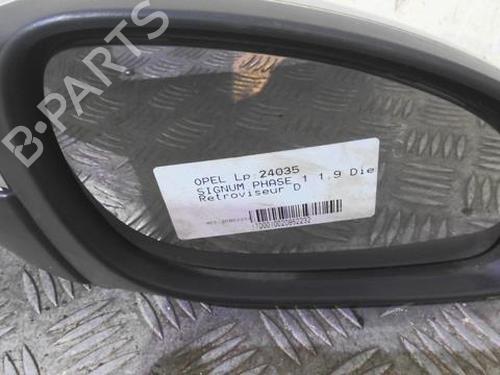 B-PARTS
OPEL Lp:24035
SIGNUM PHASE 1 1.9 Die
Retroviseur D